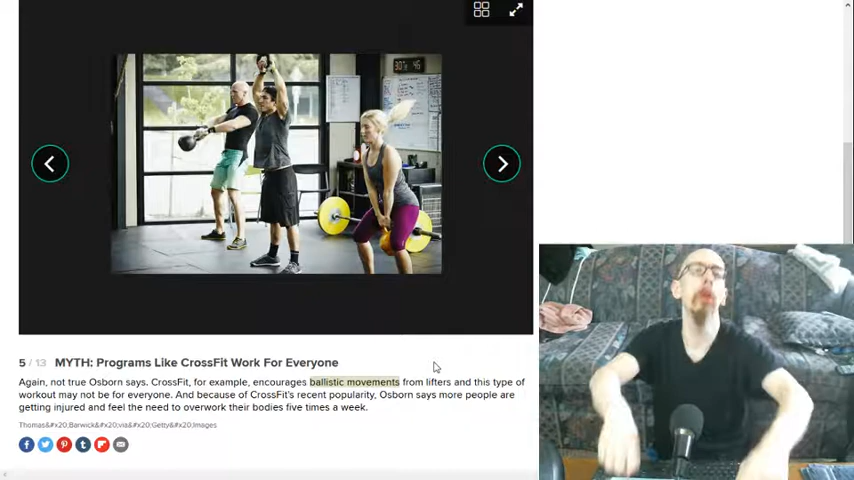 5 / 13 MYTH: Programs Like CrossFit Work For Everyone
Again, not true Osborn says. CrossFit, for example, encourages ballistic movements from lifters and this type of
workout may not be for everyone. And because of CrossFit's recent popularity, Osborn says more people are
getting injured and feel the need to overwork their bodies five times a week.
Thomas&#x20;Barwick&#x20;via&#x20;Getty&#x20;Images